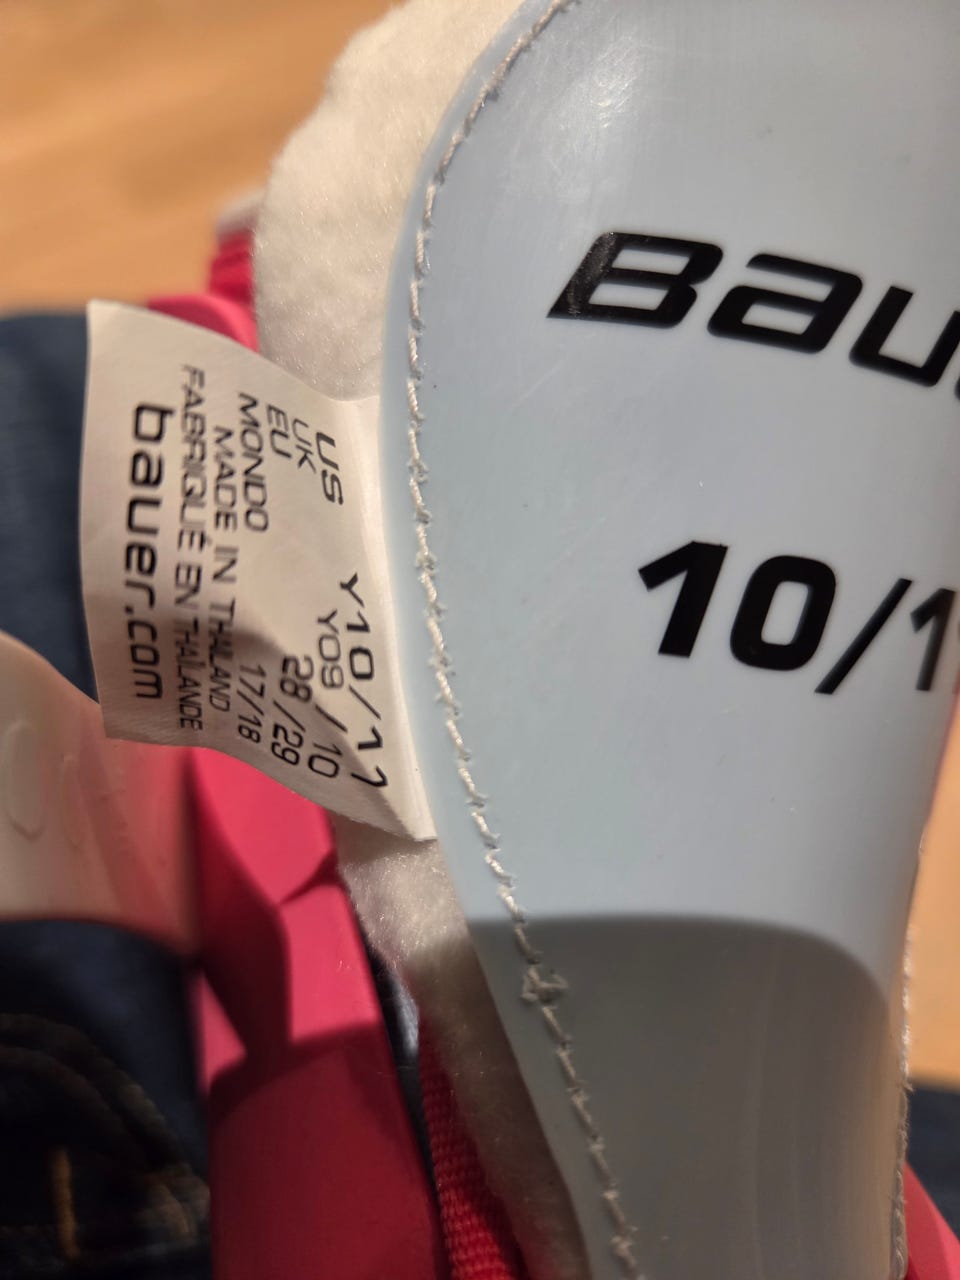 US Y10/11
UK Y09/10
EU 28/29
MONDO 17/18
MADE IN THAILAND
FABRIQUÉ EN THAÏLANDE
bauer.com
BAU
10/1